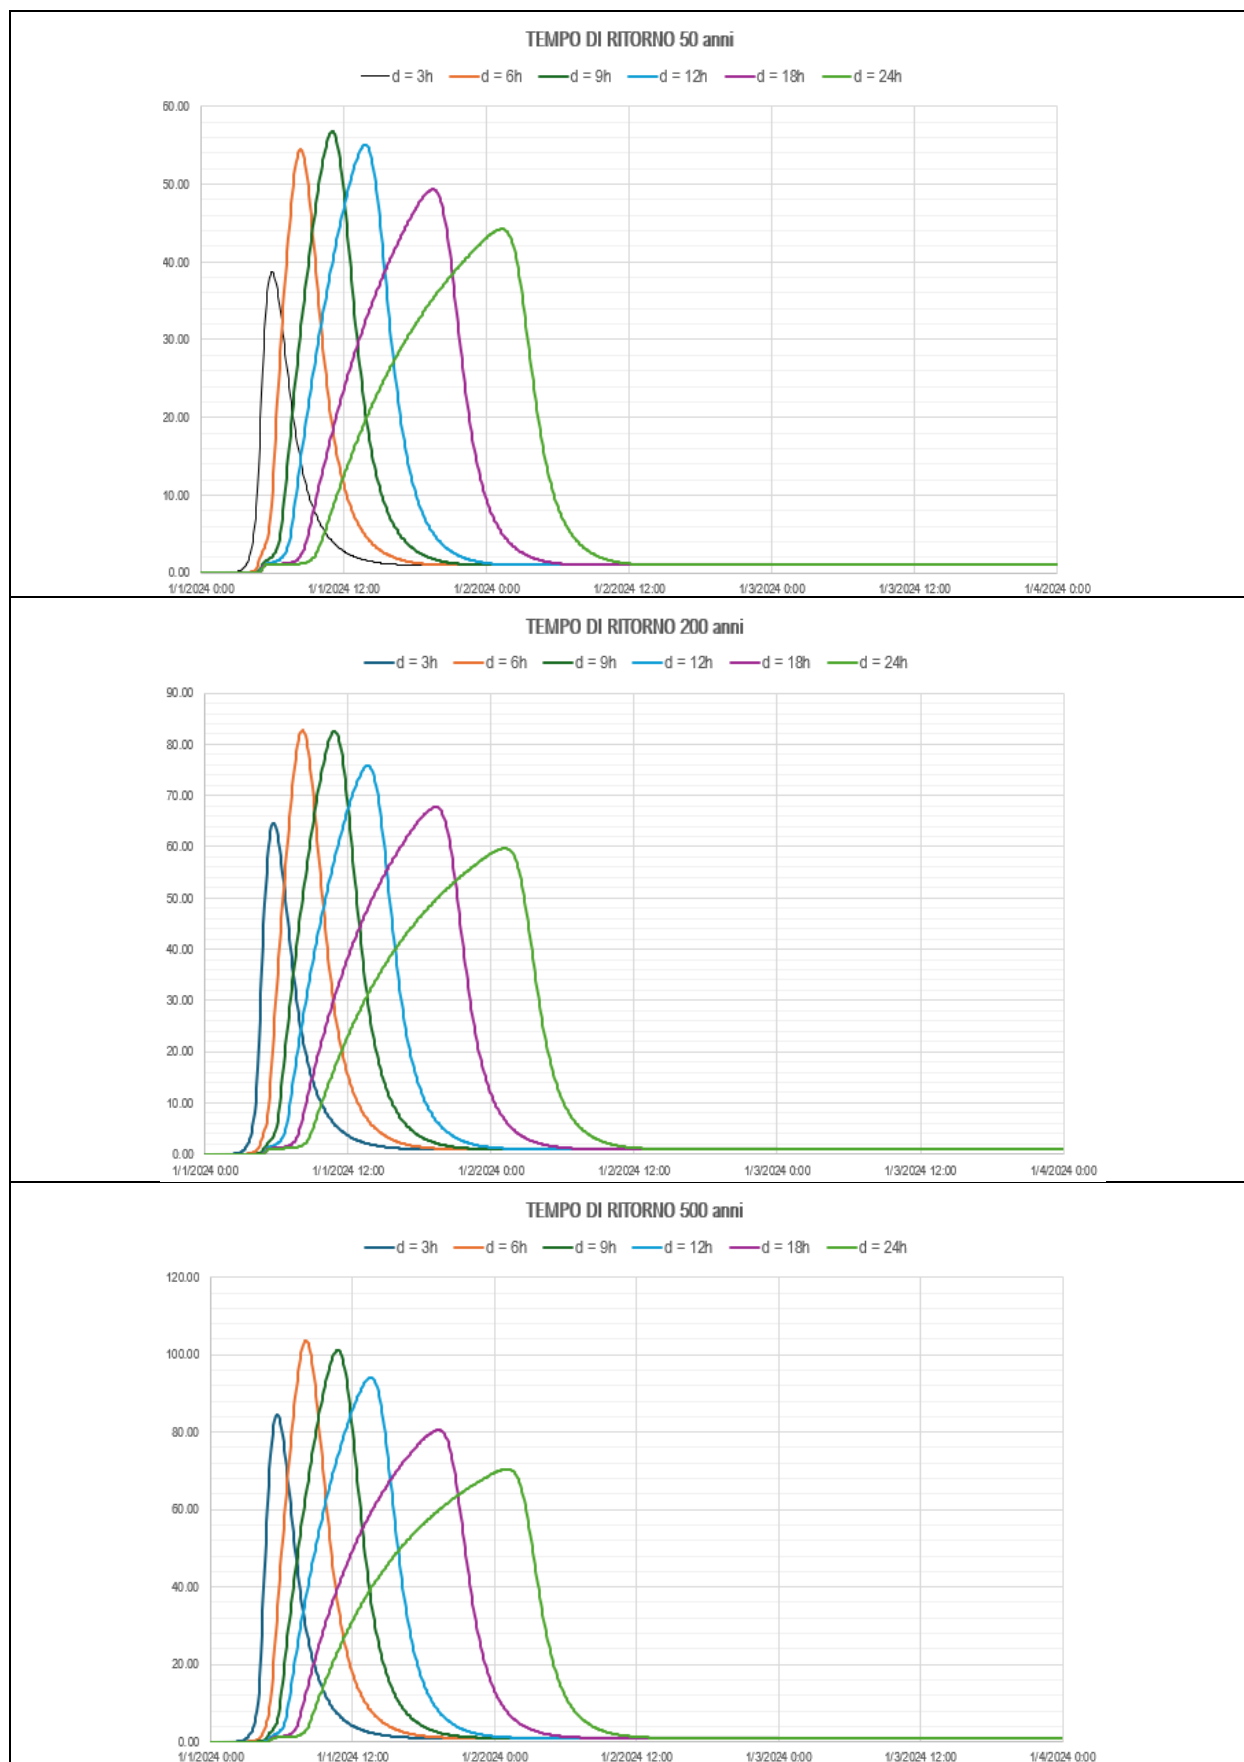 TEMPO DI RITORNO 50 anni
d = 3h d = 6h d = 9h d = 12h d = 18h d = 24h
60.00
50.00
40.00
30.00
20.00
10.00
0.00
1/1/2024 0:00 1/1/2024 12:00 1/2/2024 0:00 1/2/2024 12:00 1/3/2024 0:00 1/3/2024 12:00 1/4/2024 0:00
TEMPO DI RITORNO 200 anni
d = 3h d = 6h d = 9h d = 12h d = 18h d = 24h
90.00
80.00
70.00
60.00
50.00
40.00
30.00
20.00
10.00
0.00
1/1/2024 0:00 1/1/2024 12:00 1/2/2024 0:00 1/2/2024 12:00 1/3/2024 0:00 1/3/2024 12:00 1/4/2024 0:00
TEMPO DI RITORNO 500 anni
d = 3h d = 6h d = 9h d = 12h d = 18h d = 24h
120.00
100.00
80.00
60.00
40.00
20.00
0.00
1/1/2024 0:00 1/1/2024 12:00 1/2/2024 0:00 1/2/2024 12:00 1/3/2024 0:00 1/3/2024 12:00 1/4/2024 0:00